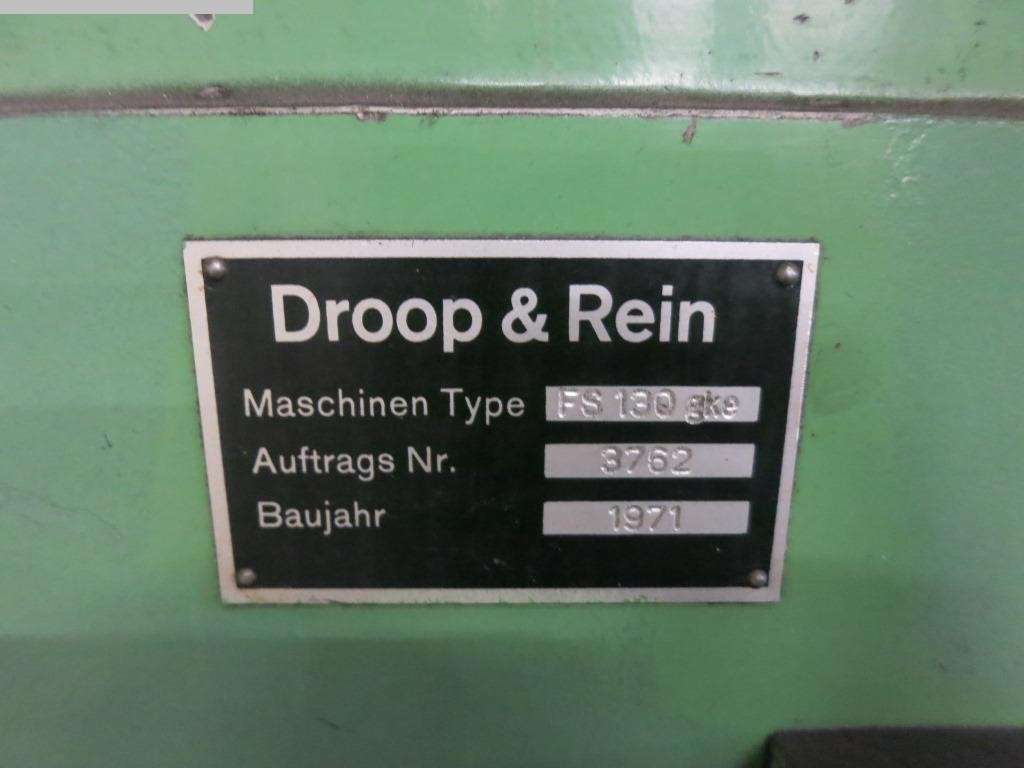 Droop & Rein
Maschinen Type FS 130 gke
Auftrags Nr. 3762
Baujahr 1971